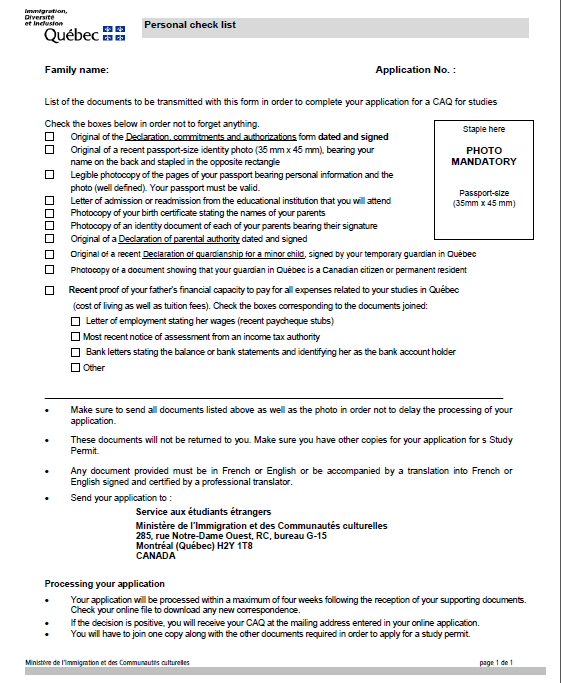 Immigration,
Diversité
et Inclusion
Québec
Personal check list
Family name:
Application No. :
List of the documents to be transmitted with this form in order to complete your application for a CAQ for studies
Check the boxes below in order not to forget anything.
Original of the Declaration, commitments and authorizations form dated and signed
Original of a recent passport-size identity photo (35 mm x 45 mm), bearing your
name on the back and stapled in the opposite rectangle
Legible photocopy of the pages of your passport bearing personal information and the
photo (well defined). Your passport must be valid.
Letter of admission or readmission from the educational institution that you will attend
Photocopy of your birth certificate stating the names of your parents
Photocopy of an identity document of each of your parents bearing their signature
Original of a Declaration of parental authority dated and signed
Original of a recent Declaration of guardianship for a minor child, signed by your temporary guardian in Québec
Photocopy of a document showing that your guardian in Québec is a Canadian citizen or permanent resident
Staple here
PHOTO
MANDATORY
Passport-size
(35mm x 45 mm)
Recent proof of your father's financial capacity to pay for all expenses related to your studies in Québec
(cost of living as well as tuition fees). Check the boxes corresponding to the documents joined:
Letter of employment stating her wages (recent paycheque stubs)
Most recent notice of assessment from an income tax authority
Bank letters stating the balance or bank statements and identifying her as the bank account holder
Other
• Make sure to send all documents listed above as well as the photo in order not to delay the processing of your
application.
• These documents will not be returned to you. Make sure you have other copies for your application for s Study
Permit.
• Any document provided must be in French or English or be accompanied by a translation into French or
English signed and certified by a professional translator.
• Send your application to :
Service aux étudiants étrangers
Ministère de l'Immigration et des Communautés culturelles
285, rue Notre-Dame Ouest, RC, bureau G-15
Montréal (Québec) H2Y 1T8
CANADA
Processing your application
• Your application will be processed within a maximum of four weeks following the reception of your supporting documents.
Check your online file to download any new correspondence.
• If the decision is positive, you will receive your CAQ at the mailing address entered in your online application.
• You will have to join one copy along with the other documents required in order to apply for a study permit.
Ministère de l'Immigration et des Communautés culturelles
page 1 de 1